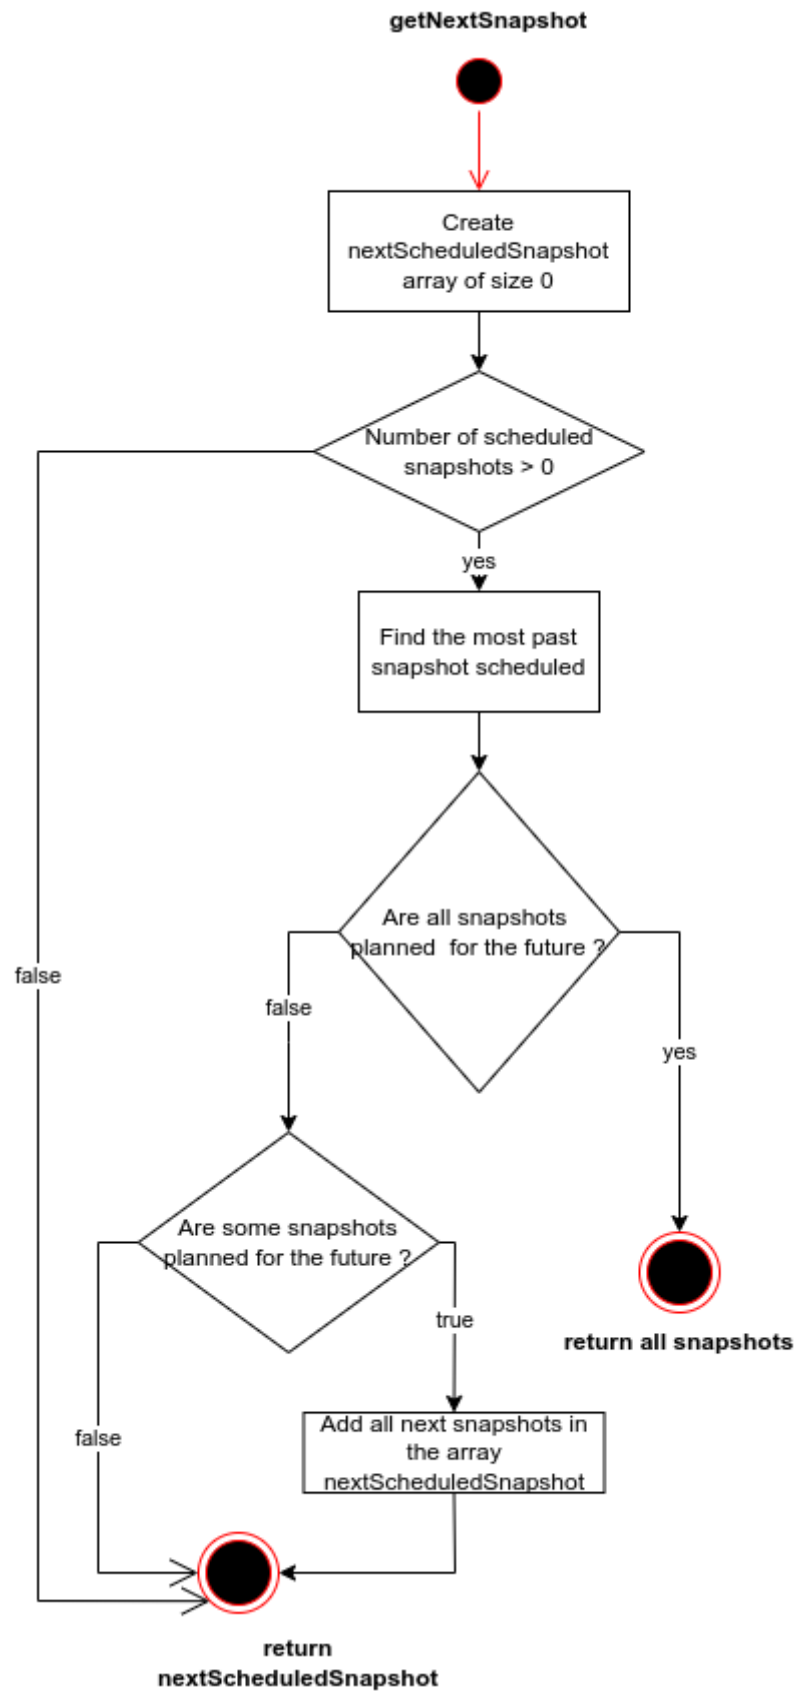 getNextSnapshot
Create
nextScheduledSnapshot
array of size 0
Number of scheduled
snapshots > 0
yes
Find the most past
snapshot scheduled
Are all snapshots
planned  for the future ?
false
false
yes
Are some snapshots
planned for the future ?
true
return all snapshots
false
Add all next snapshots in
the array
nextScheduledSnapshot
return
nextScheduledSnapshot